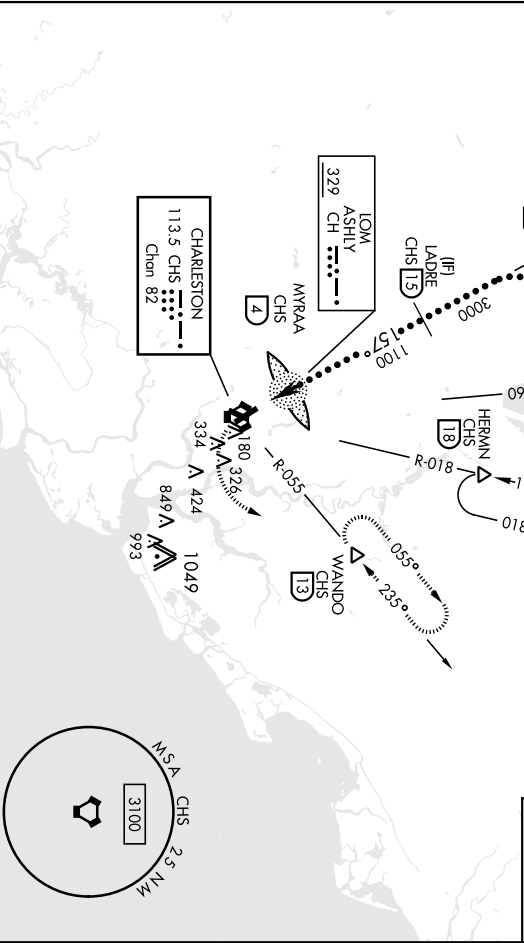 LOM
ASHLY
329 CH
CHARLESTON
113.5 CHS
Chan 82
MYRAA
CHS
4
(IF)
LADRE
CHS 15
3000
157°
1100
09
HERMN
CHS
18
R-018
1
018
R-055
055°
235°
WANDO
CHS
13
180
334
326
424
849
993
1049
MSA CHS 25 NM
3100